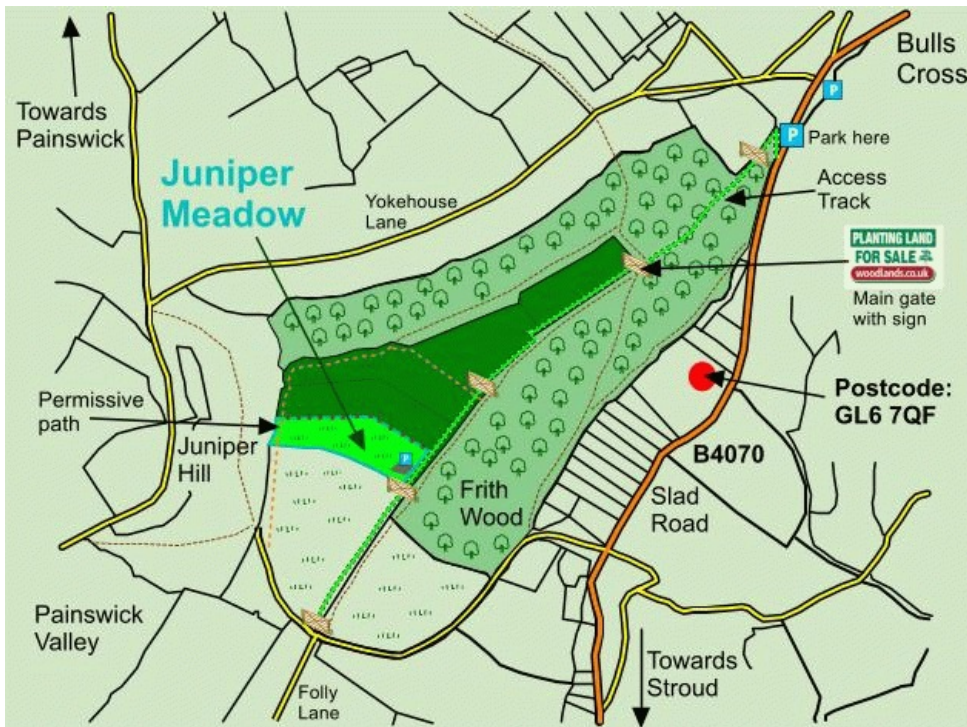 Bulls
Cross
Towards
Painswick
P
P
Park here
Juniper
Meadow
Yokehouse
Lane
Access
Track
PLANTING LAND
FOR SALE
woodlands.co.uk
Main gate
with sign
Permissive
path
Juniper
Hill
Postcode:
GL6 7QF
B4070
P
Frith
Wood
Slad
Road
Painswick
Valley
Towards
Stroud
Folly
Lane